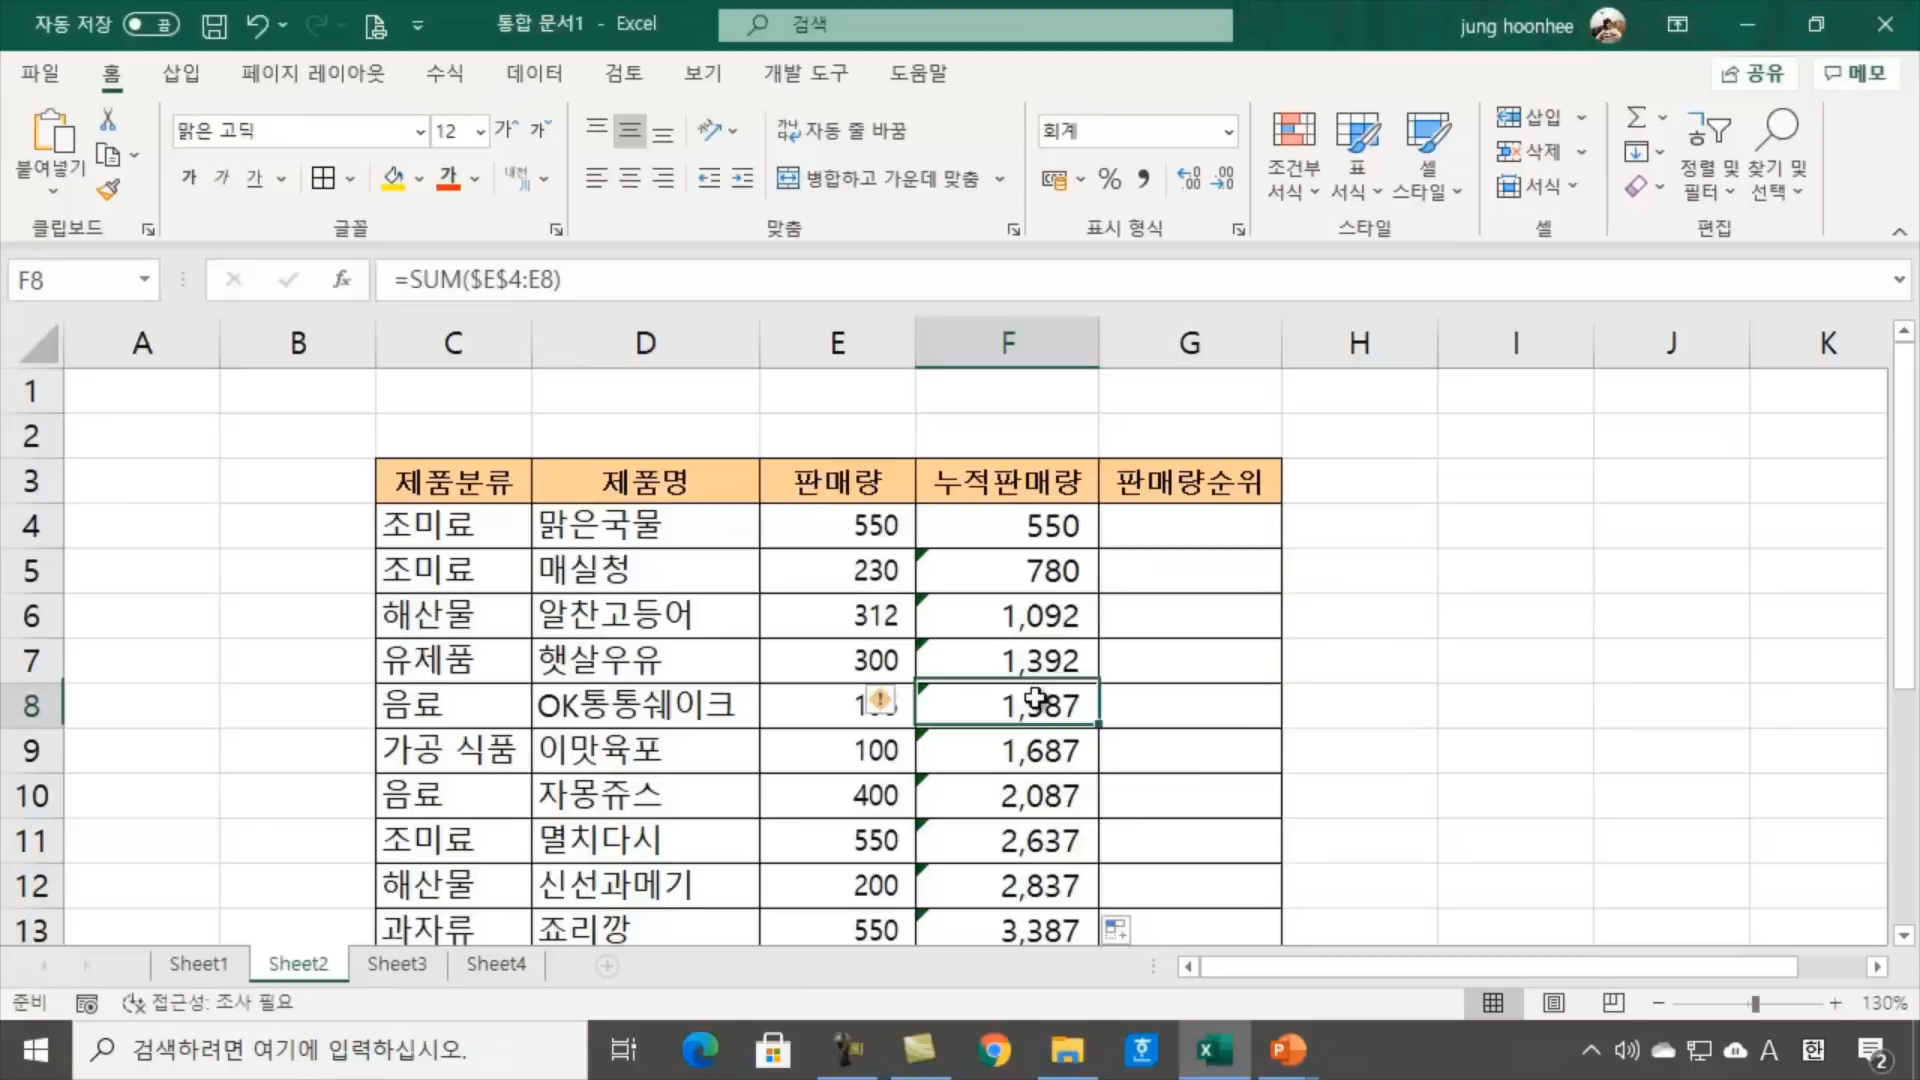 자동 저장 끔 통합 문서1 - Excel 검색 jung hoonhee
파일 홈 삽입 페이지 레이아웃 수식 데이터 검토 보기 개발 도구 도움말 공유 메모
붙여넣기 맑은 고딕 12 가 가 자동 줄 바꿈 회계 조건부 서식 표 서식 셀 스타일 삽입 정렬 및 필터 찾기 및 선택
가 가 가 가 병합하고 가운데 맞춤 % 삭제 서식
클립보드 글꼴 맞춤 표시 형식 스타일 셀 편집
F8 fx =SUM($E$4:E8)
A B C D E F G H I J K
1
2
3 제품분류 제품명 판매량 누적판매량 판매량순위
4 조미료 맑은국물 550 550
5 조미료 매실청 230 780
6 해산물 알찬고등어 312 1,092
7 유제품 햇살우유 300 1,392
8 음료 OK통통쉐이크
9 가공 식품 이맛육포 100 1,687
10 음료 자몽쥬스 400 2,087
11 조미료 멸치다시 550 2,637
12 해산물 신선과메기 200 2,837
13 과자류 죠리깡 550 3,387
Sheet1 Sheet2 Sheet3 Sheet4
준비 접근성: 조사 필요 130%
검색하려면 여기에 입력하십시오. A 한 2